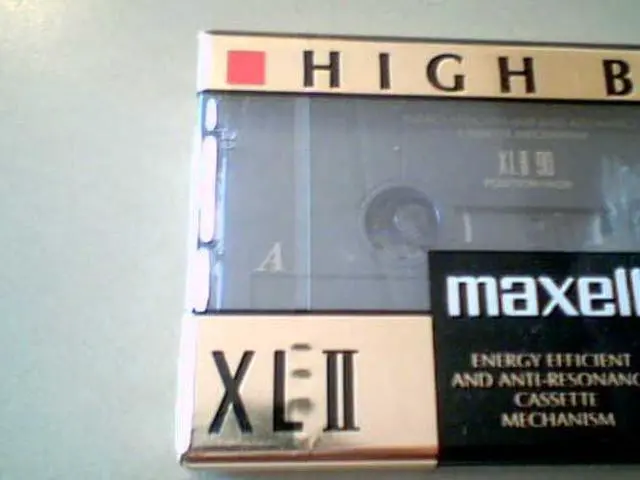 HIGH B
XLII 90
POSITION HIGH
A
maxell
XLII
ENERGY EFFICIENT
AND ANTI-RESONANC
CASSETTE
MECHANISM